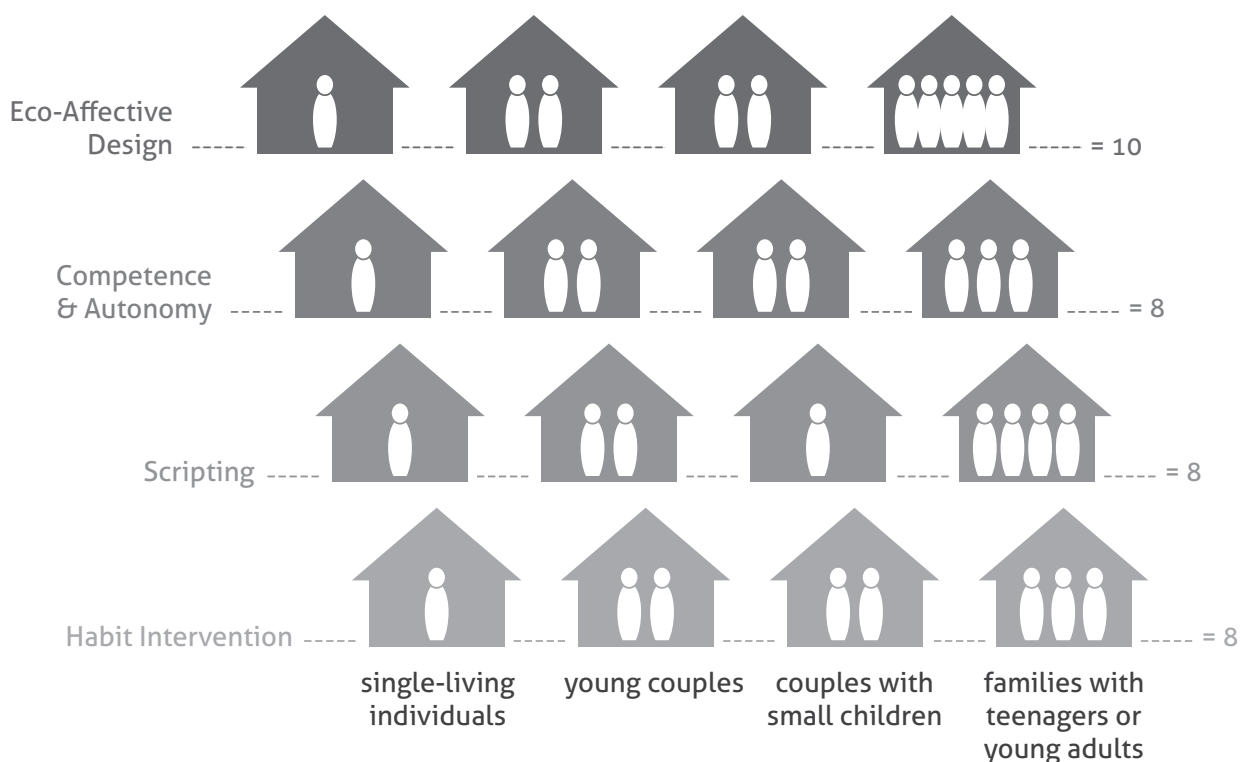 Eco-Affective
Design ----- ----- ----- ----- ----- = 10
Competence
& Autonomy ----- ----- ----- ----- ----- = 8
Scripting ----- ----- ----- ----- ----- = 8
Habit Intervention ----- ----- ----- ----- ----- = 8
single-living
individuals
young couples
couples with
small children
families with
teenagers or
young adults